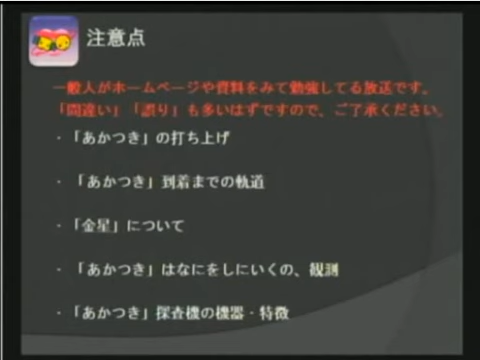 注意点
一般人がホームページや資料をみて勉強してる放送です。
「間違い」「誤り」も多いはずですので、ご了承ください。
・「あかつき」の打ち上げ
・「あかつき」到着までの軌道
・「金星」について
・「あかつき」はなにをしにいくの、観測
・「あかつき」探査機の機器・特徴